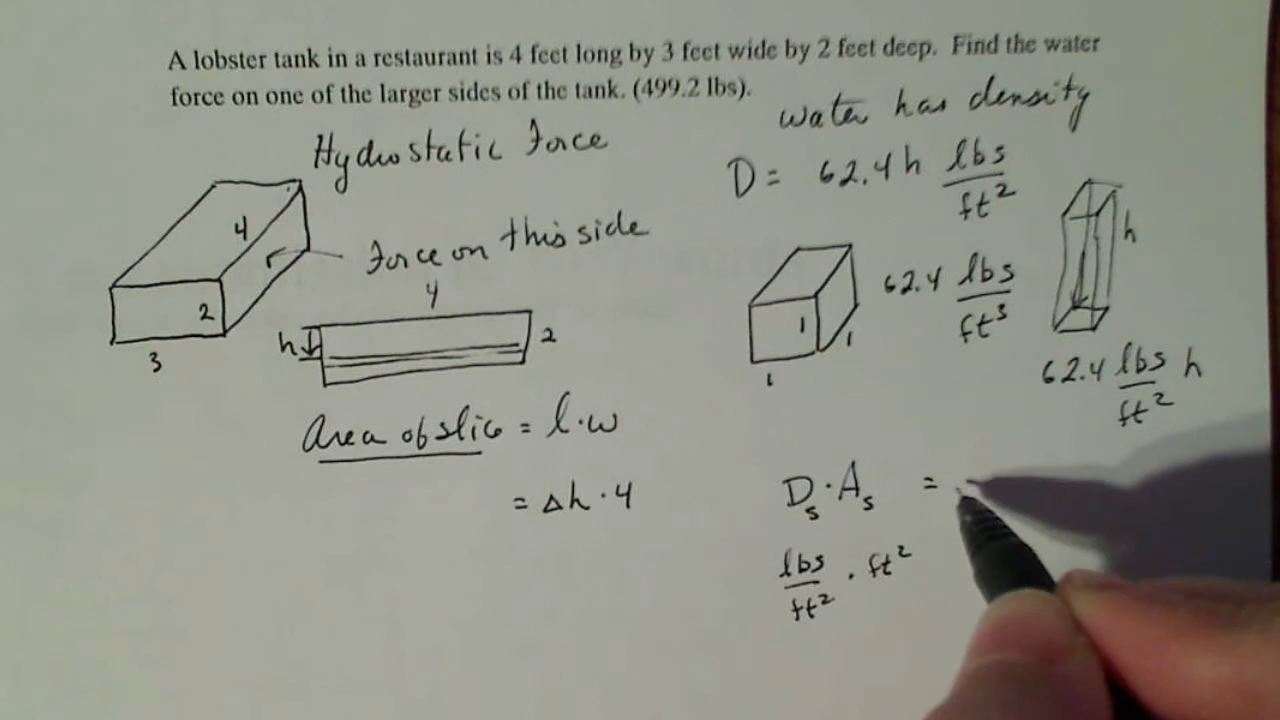 A lobster tank in a restaurant is 4 feet long by 3 feet wide by 2 feet deep. Find the water
force on one of the larger sides of the tank. (499.2 lbs).
water has density
Hydrostatic Force
D = 62.4 h lbs/ft²
4
Force on this side
2
3
4
h
2
62.4 lbs/ft³
1
1
1
h
62.4 lbs/ft² h
Area of slice = l·w
= Δh · 4
Ds · As =
lbs/ft² · ft²